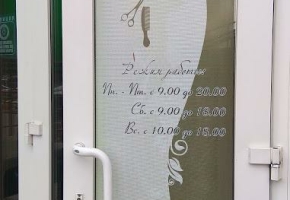 Режим работы:
Пн. - Пт. с 9.00 до 20.00
Сб. с 9.00 до 18.00
Вс. с 10.00 до 18.00